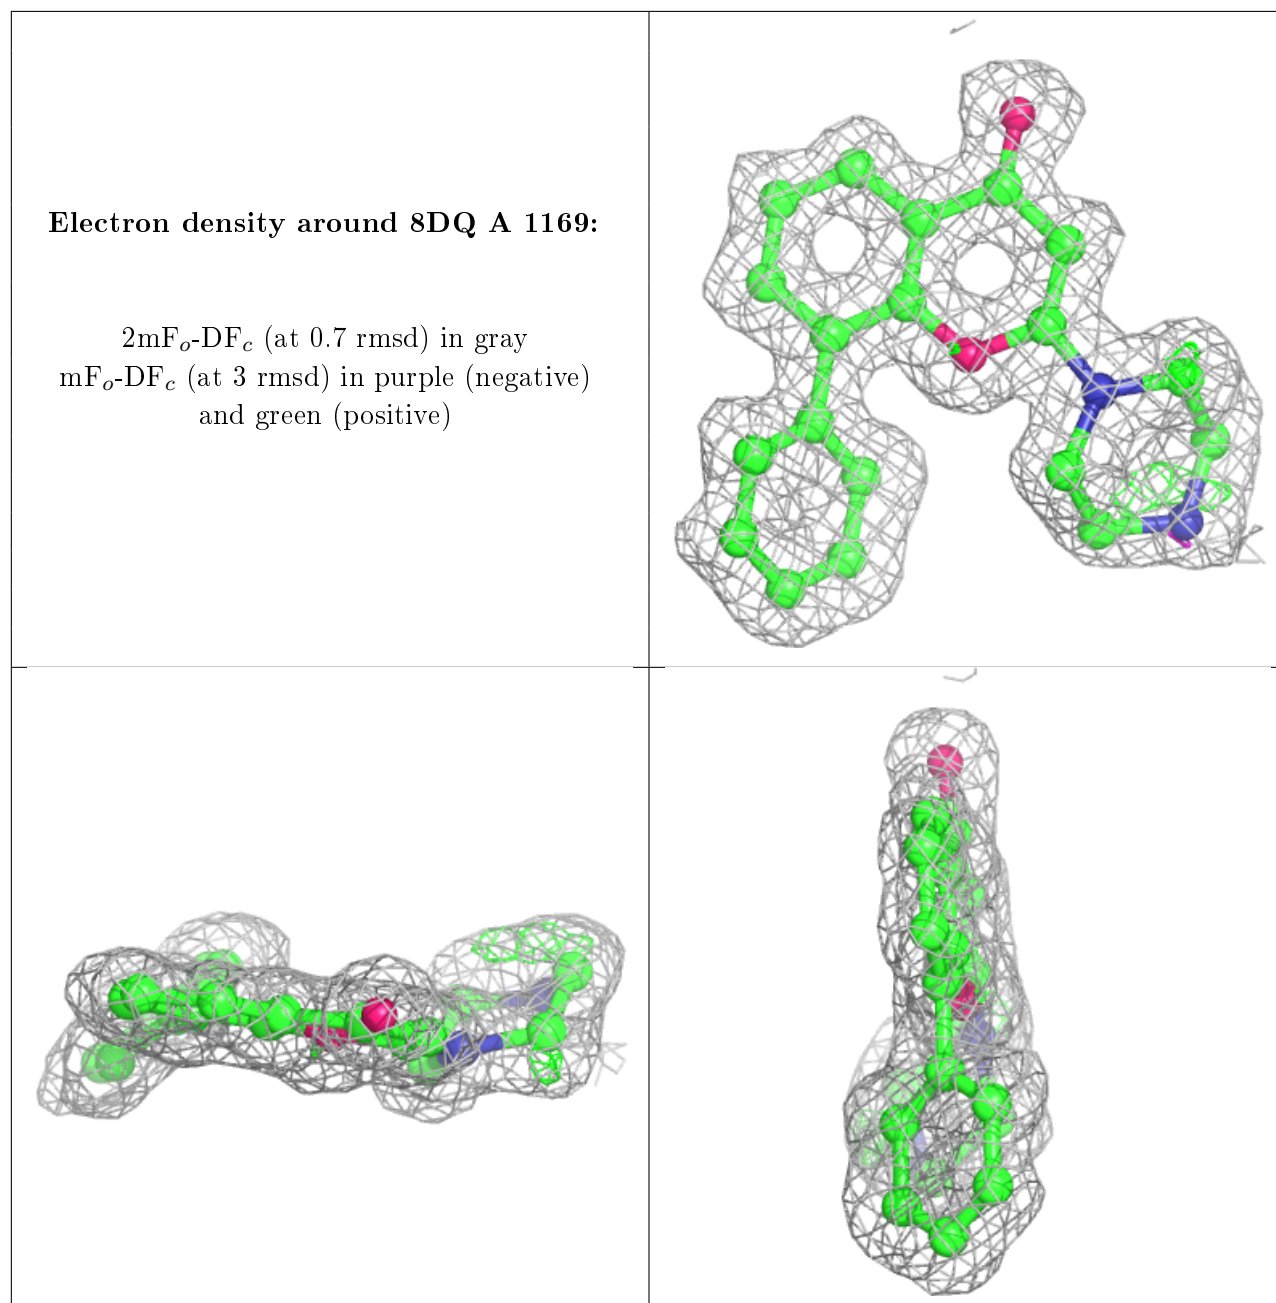 Electron density around 8DQ A 1169:
2mFo-DFc (at 0.7 rmsd) in gray
mFo-DFc (at 3 rmsd) in purple (negative)
and green (positive)